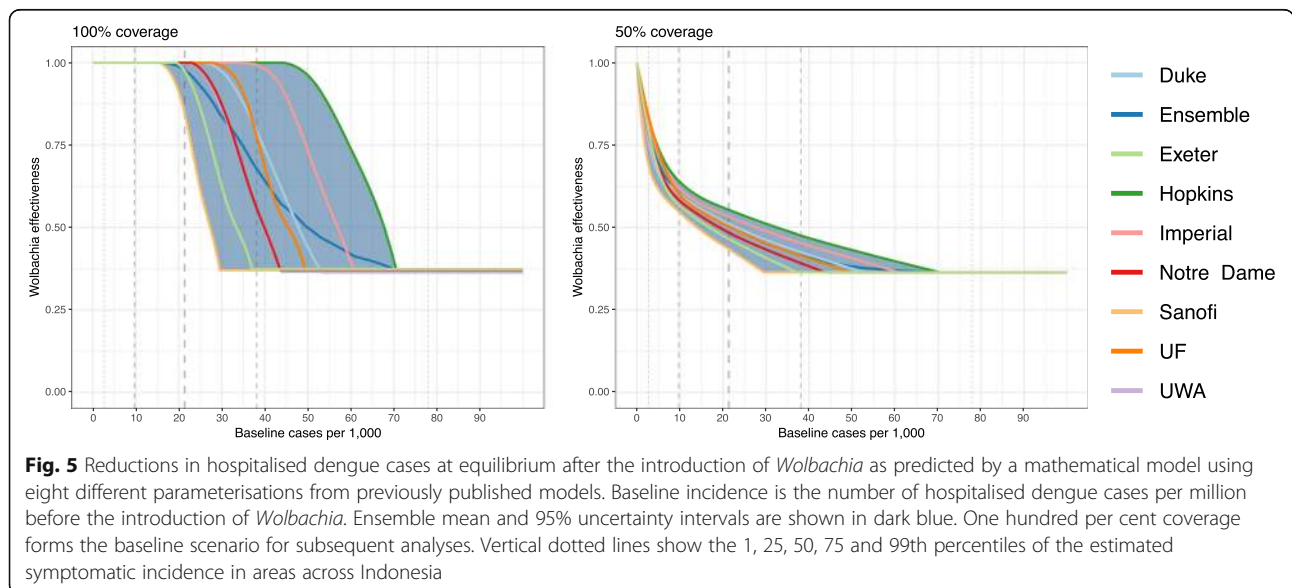 100% coverage
1.00
0.75
0.50
0.25
0.00
Wolbachia effectiveness
0 10 20 30 40 50 60 70 80 90
Baseline cases per 1,000
50% coverage
1.00
0.75
0.50
0.25
0.00
Wolbachia effectiveness
0 10 20 30 40 50 60 70 80 90
Baseline cases per 1,000
Duke
Ensemble
Exeter
Hopkins
Imperial
Notre Dame
Sanofi
UF
UWA
Fig. 5 Reductions in hospitalised dengue cases at equilibrium after the introduction of Wolbachia as predicted by a mathematical model using
eight different parameterisations from previously published models. Baseline incidence is the number of hospitalised dengue cases per million
before the introduction of Wolbachia. Ensemble mean and 95% uncertainty intervals are shown in dark blue. One hundred per cent coverage
forms the baseline scenario for subsequent analyses. Vertical dotted lines show the 1, 25, 50, 75 and 99th percentiles of the estimated
symptomatic incidence in areas across Indonesia